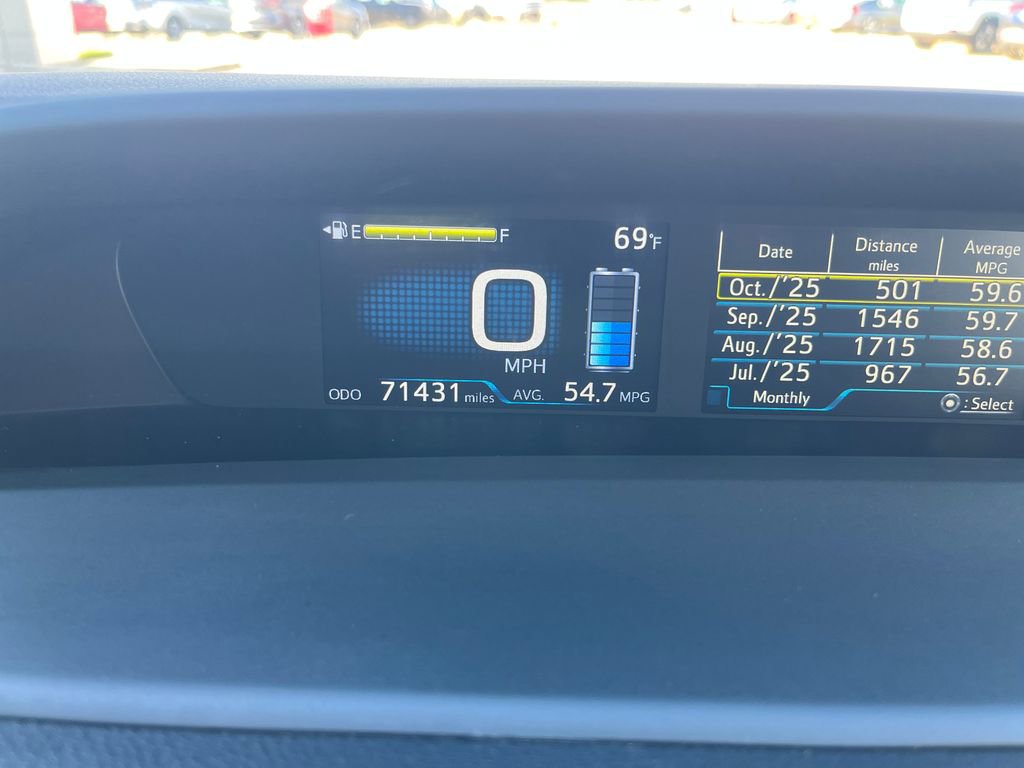 E F 69°F
0
MPH
ODO 71431 miles AVG. 54.7 MPG
Date Distance miles Average MPG
Oct./'25 501 59.6
Sep./'25 1546 59.7
Aug./'25 1715 58.6
Jul./'25 967 56.7
Monthly : Select